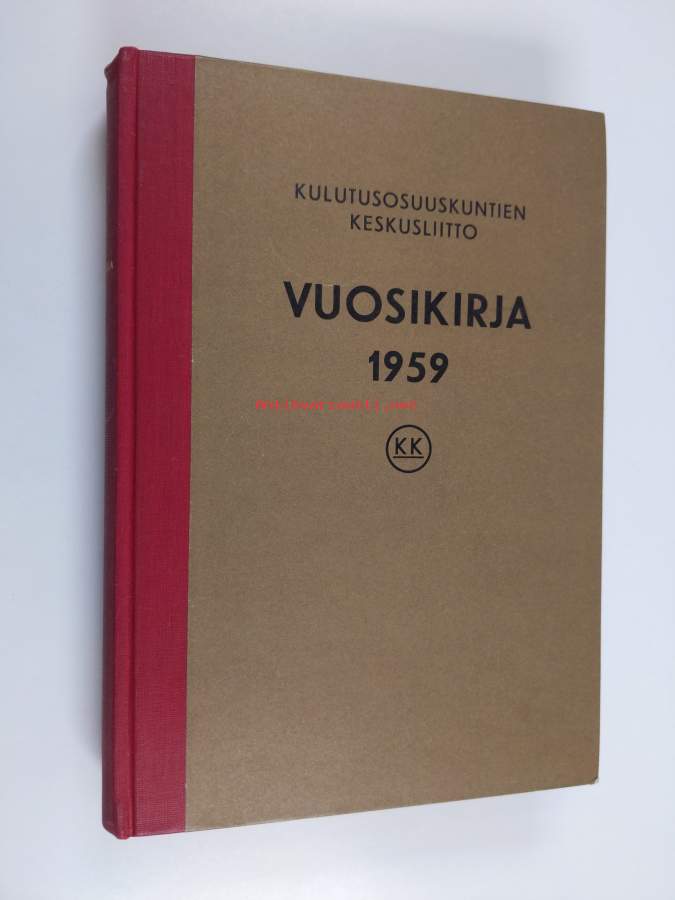 KULUTUSOSUUSKUNTIEN
KESKUSLIITTO
VUOSIKIRJA
1959
KK